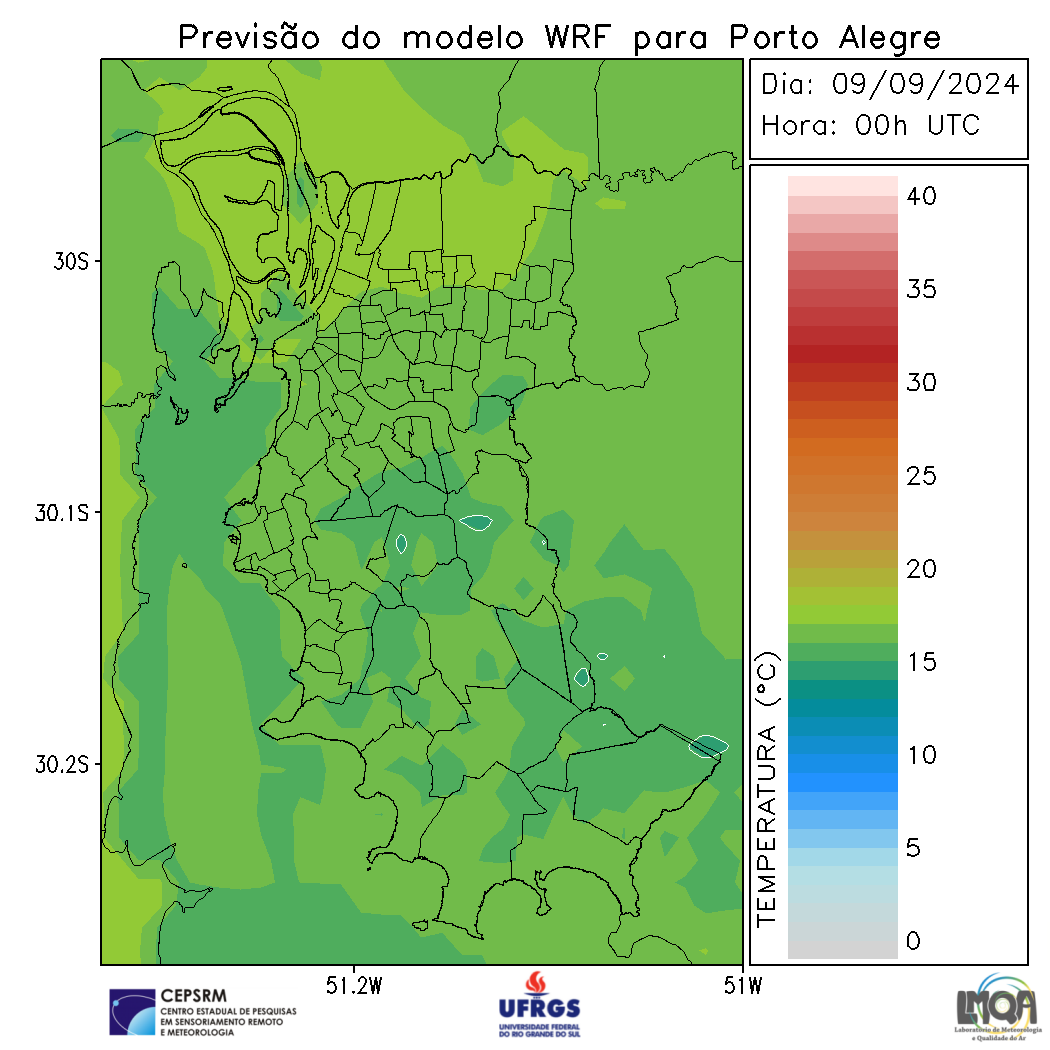 Previsão do modelo WRF para Porto Alegre
Dia: 09/09/2024
Hora: 00h UTC
40
35
30
25
20
15
10
5
0
TEMPERATURA (°C)
30S
30.1S
30.2S
51.2W
51W
CEPSRM
CENTRO ESTADUAL DE PESQUISAS
EM SENSORIAMENTO REMOTO
E METEOROLOGIA
UFRGS
UNIVERSIDADE FEDERAL
DO RIO GRANDE DO SUL
LMQA
Laboratório de Meteorologia
e Qualidade do Ar